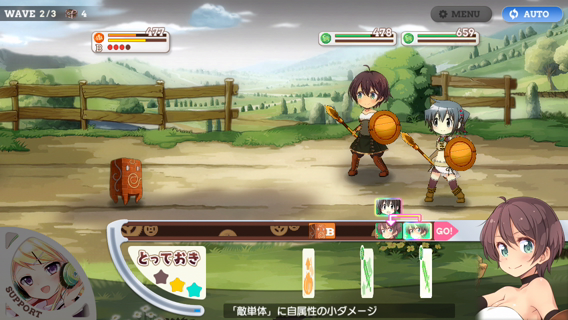 WAVE 2/3 4
MENU
AUTO
477
B
478
659
B
GO!
とっておき
SUPPORT
「敵単体」に自属性の小ダメージ